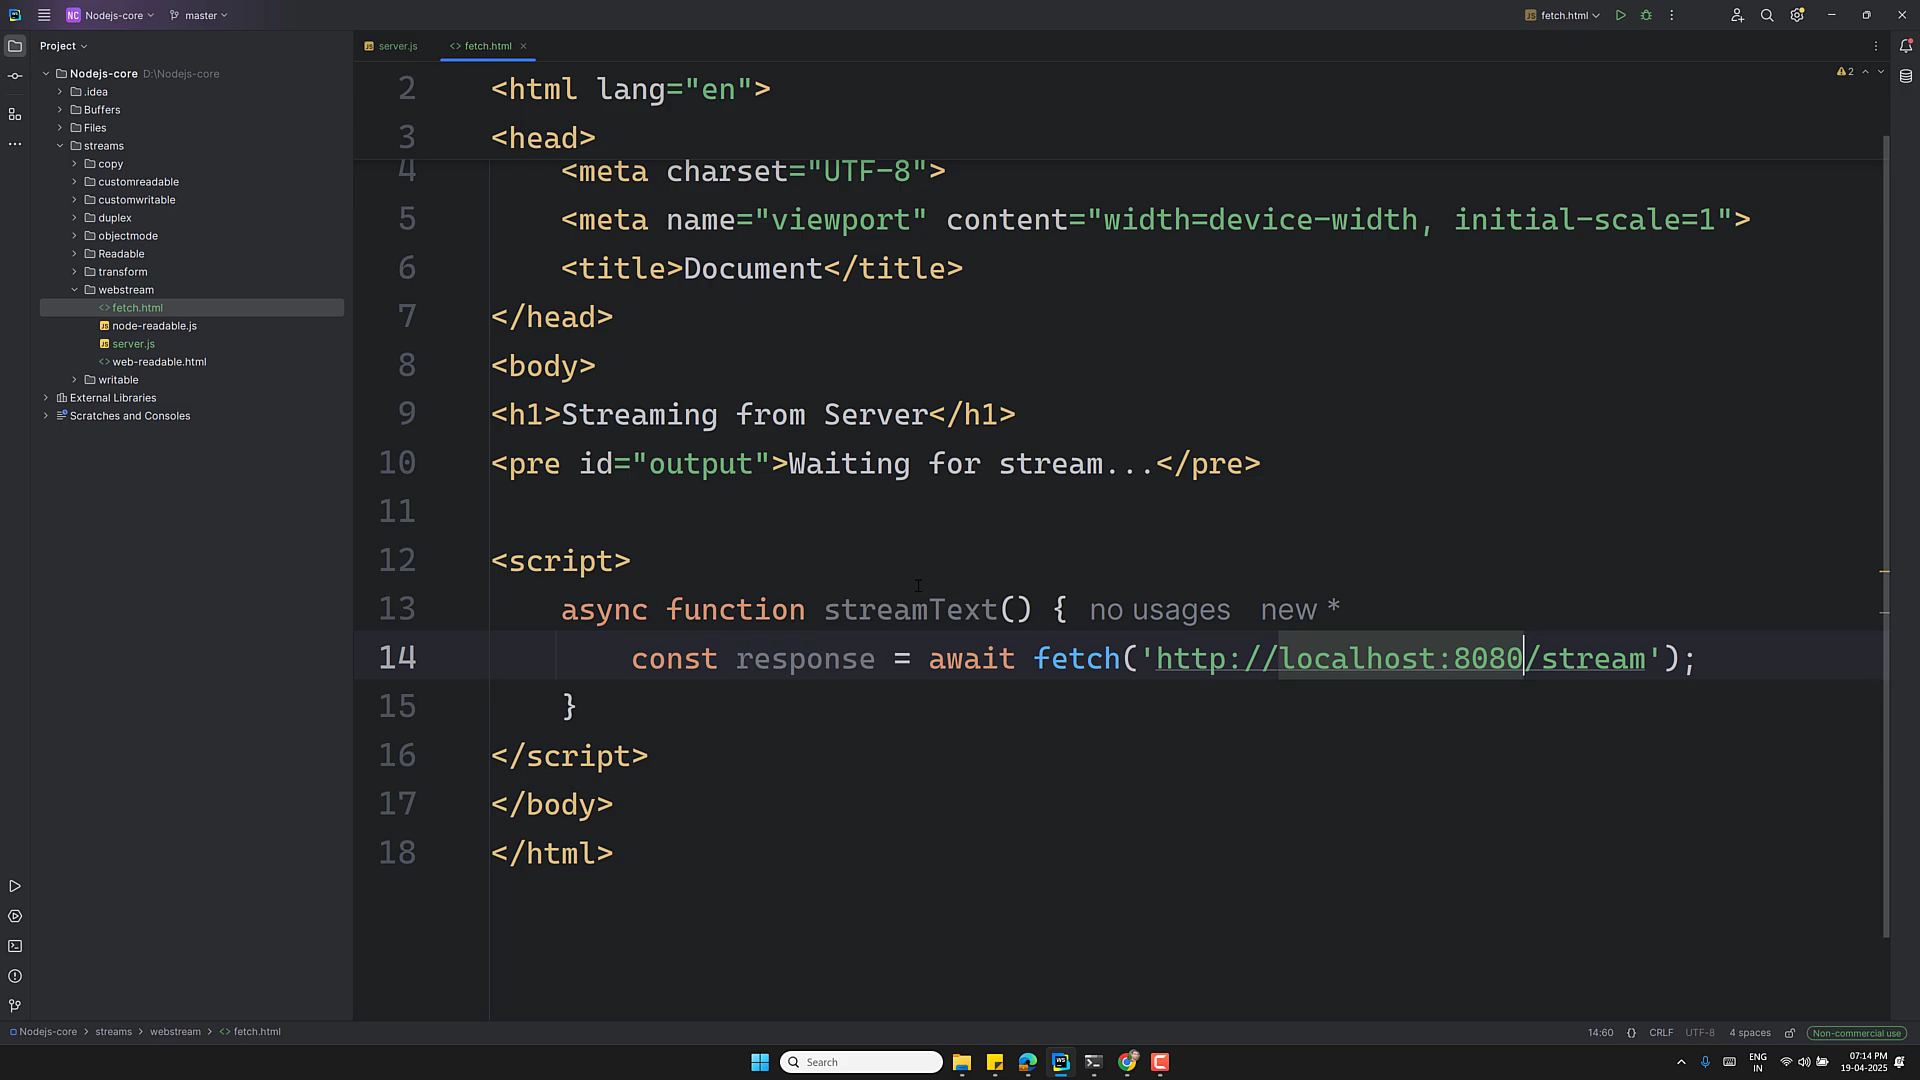 NC Nodejs-core master fetch.html
Project
server.js fetch.html
2
Nodejs-core D:\Nodejs-core
.idea
Buffers
Files
streams
copy
customreadable
customwritable
duplex
objectmode
Readable
transform
webstream
fetch.html
node-readable.js
server.js
web-readable.html
writable
External Libraries
Scratches and Consoles
2 <html lang="en">
3 <head>
4 <meta charset="UTF-8">
5 <meta name="viewport" content="width=device-width, initial-scale=1">
6 <title>Document</title>
7 </head>
8 <body>
9 <h1>Streaming from Server</h1>
10 <pre id="output">Waiting for stream...</pre>
11
12 <script>
13 async function streamText() { no usages new *
14 const response = await fetch('http://localhost:8080/stream');
15 }
16 </script>
17 </body>
18 </html>
Nodejs-core > streams > webstream > fetch.html
14:60 {} CRLF UTF-8 4 spaces Non-commercial use
Search
ENG
IN
07:14 PM
19-04-2025